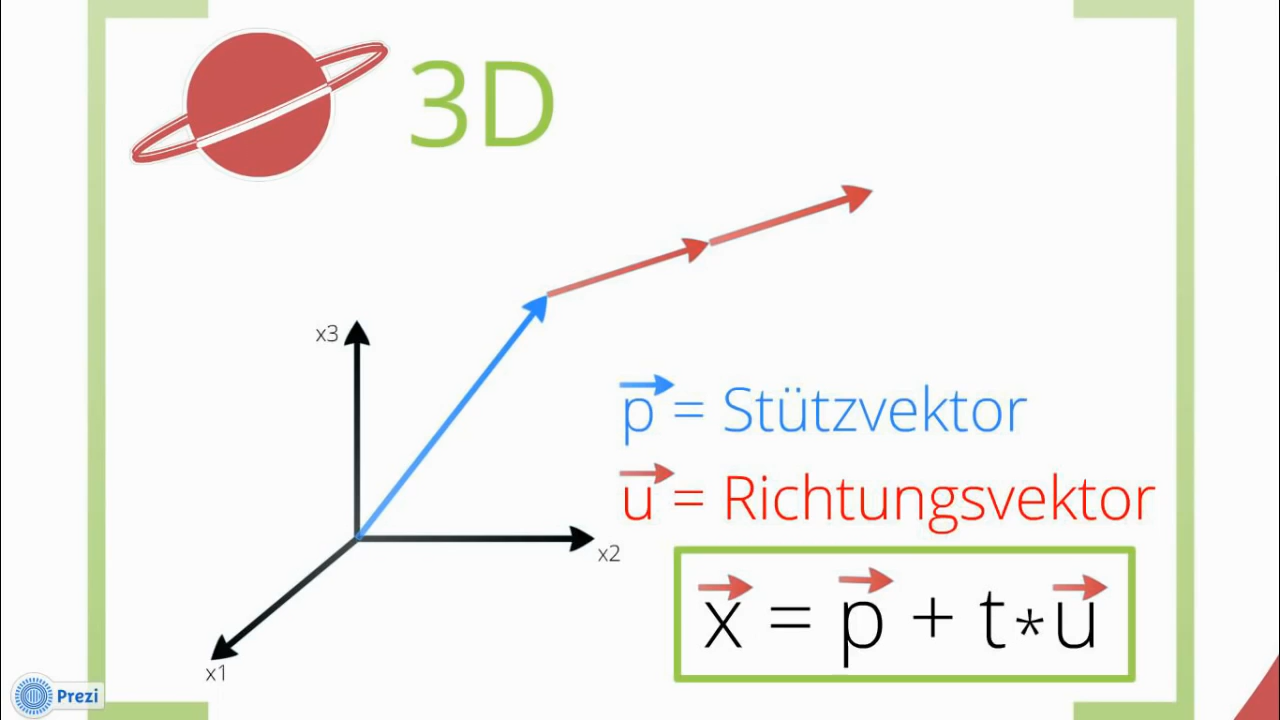 3D
x3
p = Stützvektor
u = Richtungsvektor
x2
x = p + t*u
x1
Prezi